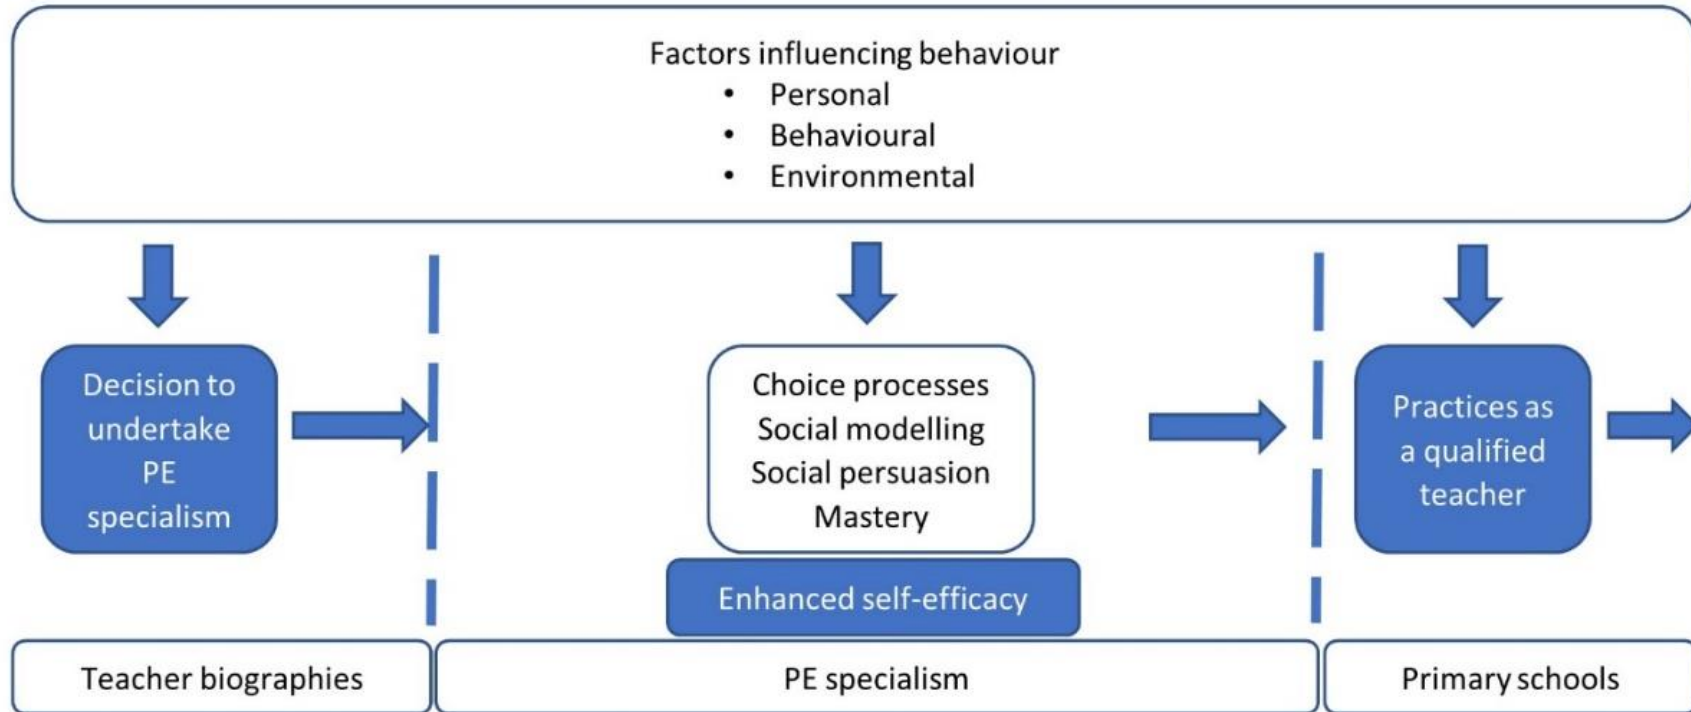 Factors influencing behaviour
• Personal
• Behavioural
• Environmental
Decision to
undertake
PE
specialism
Choice processes
Social modelling
Social persuasion
Mastery
Enhanced self-efficacy
Practices as
a qualified
teacher
Teacher biographies
PE specialism
Primary schools